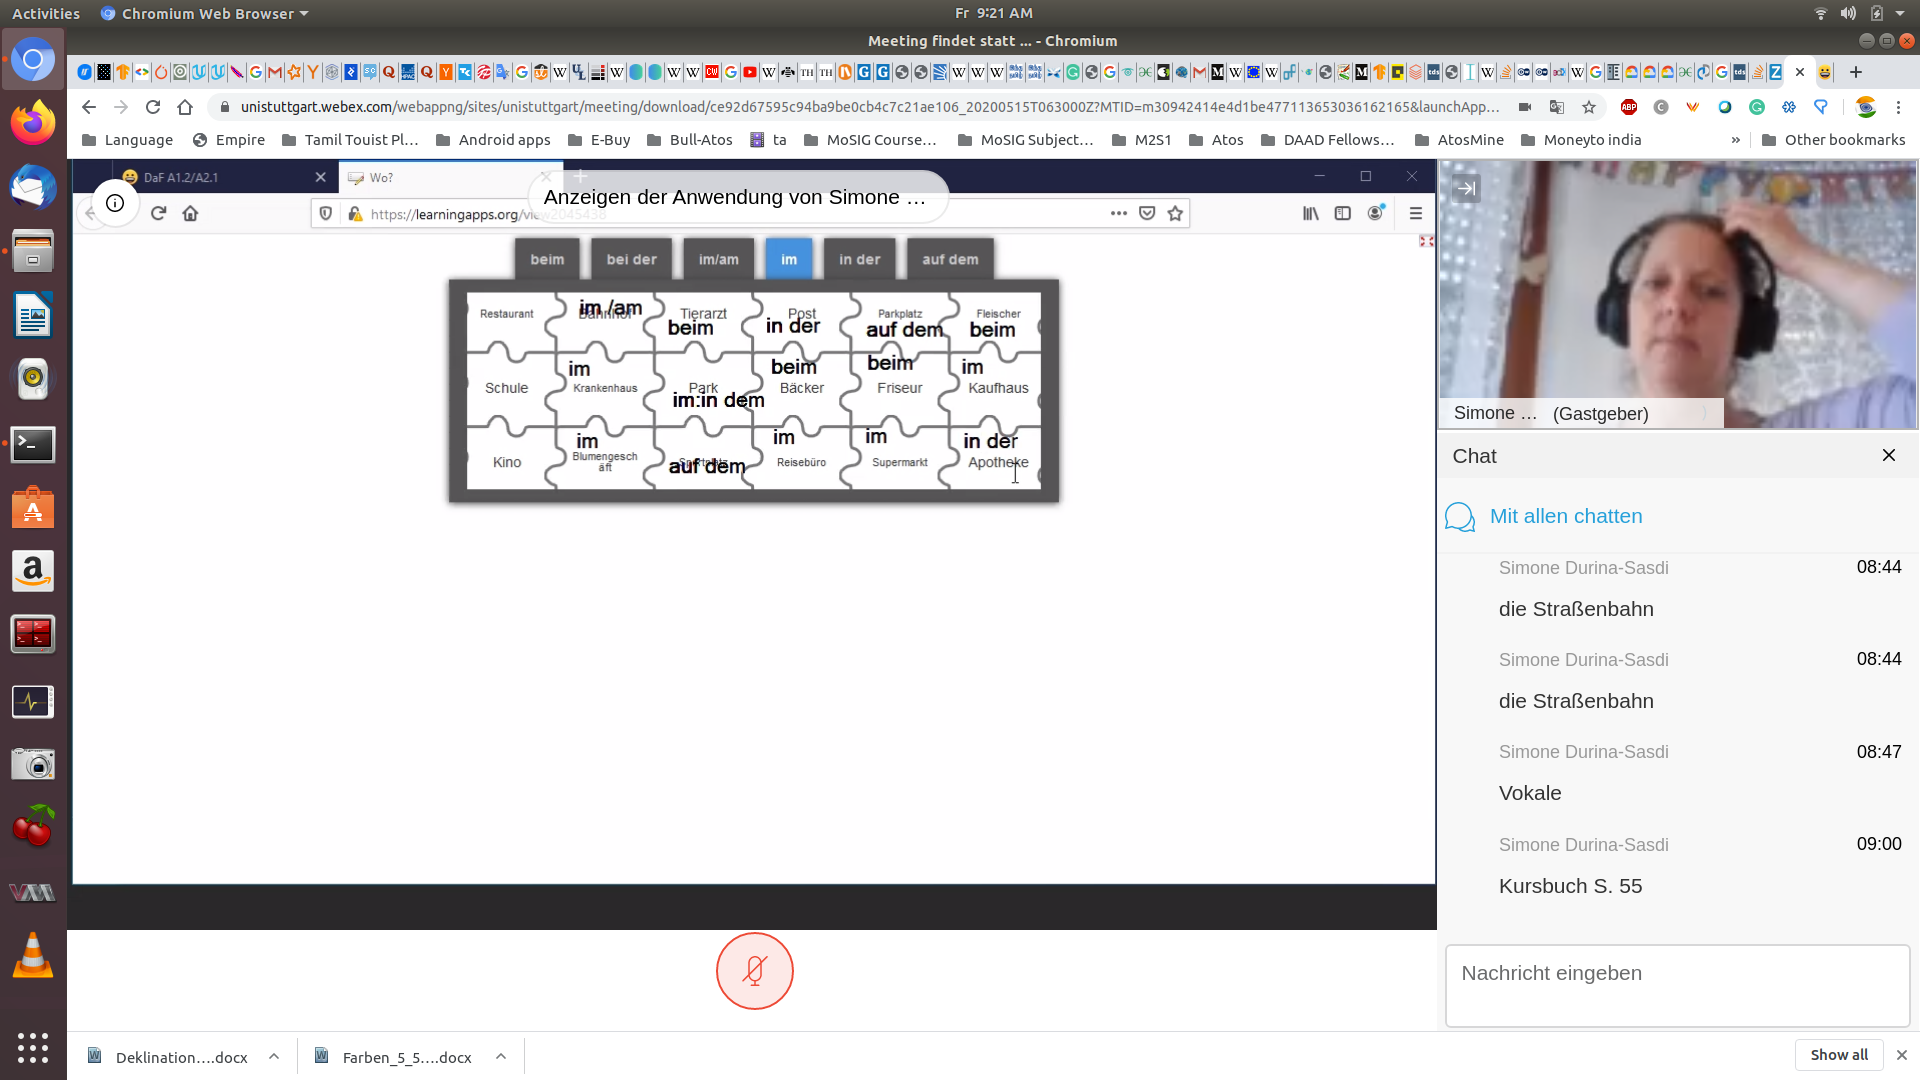 Activities
Chromium Web Browser
Fr 9:21 AM
Meeting findet statt ... - Chromium
unistuttgart.webex.com/webappng/sites/unistuttgart/meeting/download/ce92d67595c94ba9be0cb4c7c21ae106_20200515T063000Z?MTID=m30942414e4d1be477113653036162165&launchApp...
Language
Empire
Tamil Touist Pl...
Android apps
E-Buy
Bull-Atos
ta
MoSIG Course...
MoSIG Subject...
M2S1
Atos
DAAD Fellows...
AtosMine
Moneyto india
»
Other bookmarks
DaF A1.2/A2.1
Wo?
Anzeigen der Anwendung von Simone ...
https://learningapps.org/view2045438
beim
bei der
im/am
im
in der
auf dem
Restaurant
im /am
Bahnhof
Tierarzt
beim
Post
in der
Parkplatz
auf dem
Fleischer
beim
Schule
im
Krankenhaus
Park
im:in dem
beim
Bäcker
beim
Friseur
im
Kaufhaus
Kino
im
Blumengesch
äft
Sportplatz
auf dem
im
Reisebüro
im
Supermarkt
in der
Apotheke
Simone ... (Gastgeber)
Chat
Mit allen chatten
Simone Durina-Sasdi 08:44
die Straßenbahn
Simone Durina-Sasdi 08:44
die Straßenbahn
Simone Durina-Sasdi 08:47
Vokale
Simone Durina-Sasdi 09:00
Kursbuch S. 55
Nachricht eingeben
Deklination....docx
Farben_5_5....docx
Show all